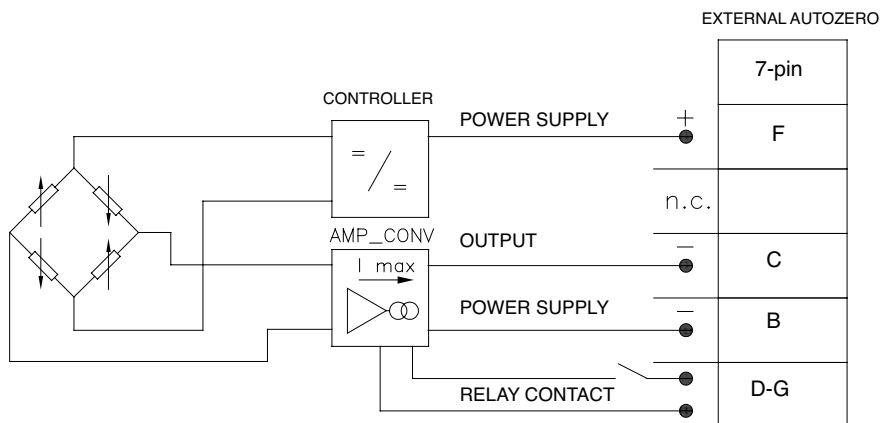 EXTERNAL AUTOZERO
7-pin
CONTROLLER
POWER SUPPLY
+
F
=
/
=
n.c.
AMP_CONV
OUTPUT
–
C
I max
POWER SUPPLY
–
B
RELAY CONTACT
D-G